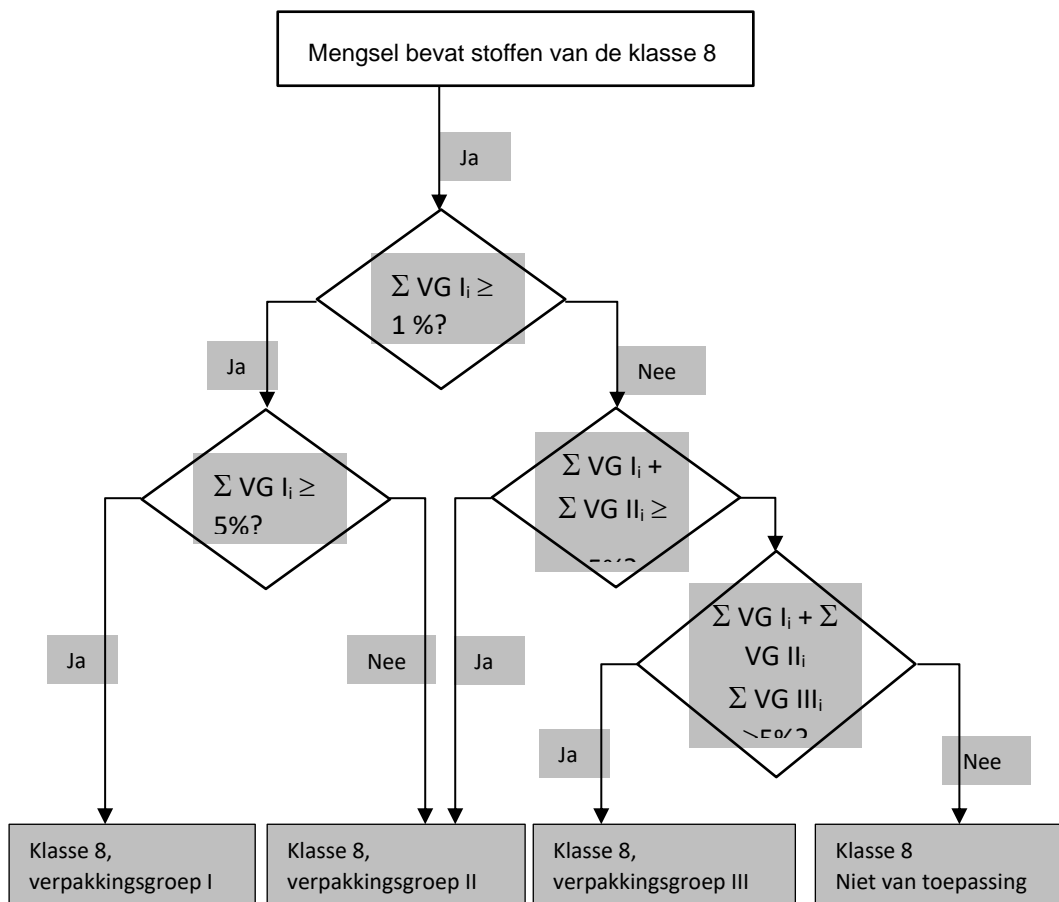 Mengsel bevat stoffen van de klasse 8
Ja
Σ VG Iᵢ ≥
1 %?
Ja
Nee
Σ VG Iᵢ ≥
5%?
Σ VG Iᵢ +
Σ VG IIᵢ ≥
5%?
Ja
Nee
Ja
Σ VG Iᵢ + Σ
VG IIᵢ
Σ VG IIIᵢ
≥5%?
Ja
Nee
Klasse 8,
verpakkingsgroep I
Klasse 8,
verpakkingsgroep II
Klasse 8,
verpakkingsgroep III
Klasse 8
Niet van toepassing